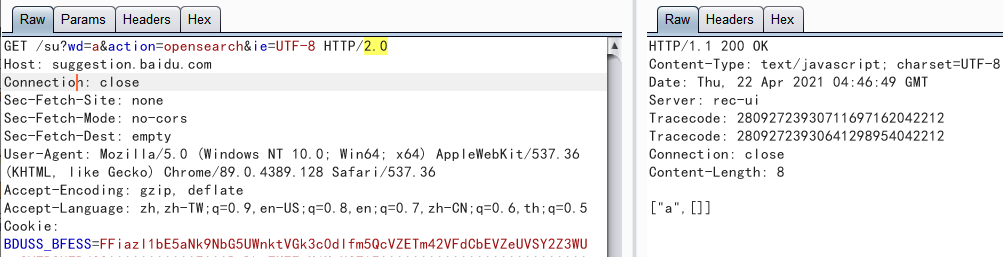 Raw Params Headers Hex
GET /su?wd=a&action=opensearch&ie=UTF-8 HTTP/2.0
Host: suggestion.baidu.com
Connection: close
Sec-Fetch-Site: none
Sec-Fetch-Mode: no-cors
Sec-Fetch-Dest: empty
User-Agent: Mozilla/5.0 (Windows NT 10.0; Win64; x64) AppleWebKit/537.36
(KHTML, like Gecko) Chrome/89.0.4389.128 Safari/537.36
Accept-Encoding: gzip, deflate
Accept-Language: zh,zh-TW;q=0.9,en-US;q=0.8,en;q=0.7,zh-CN;q=0.6,th;q=0.5
Cookie:
BDUSS_BFESS=FFiazl1bE5aNk9NbG5UWnktVGk3c0dlfm5QcVZETm42VFdCbEVZeUVSY2Z3WU
Raw Headers Hex
HTTP/1.1 200 OK
Content-Type: text/javascript; charset=UTF-8
Date: Thu, 22 Apr 2021 04:46:49 GMT
Server: rec-ui
Tracecode: 28092723930711697162042212
Tracecode: 28092723930641298954042212
Connection: close
Content-Length: 8
["a",[]]